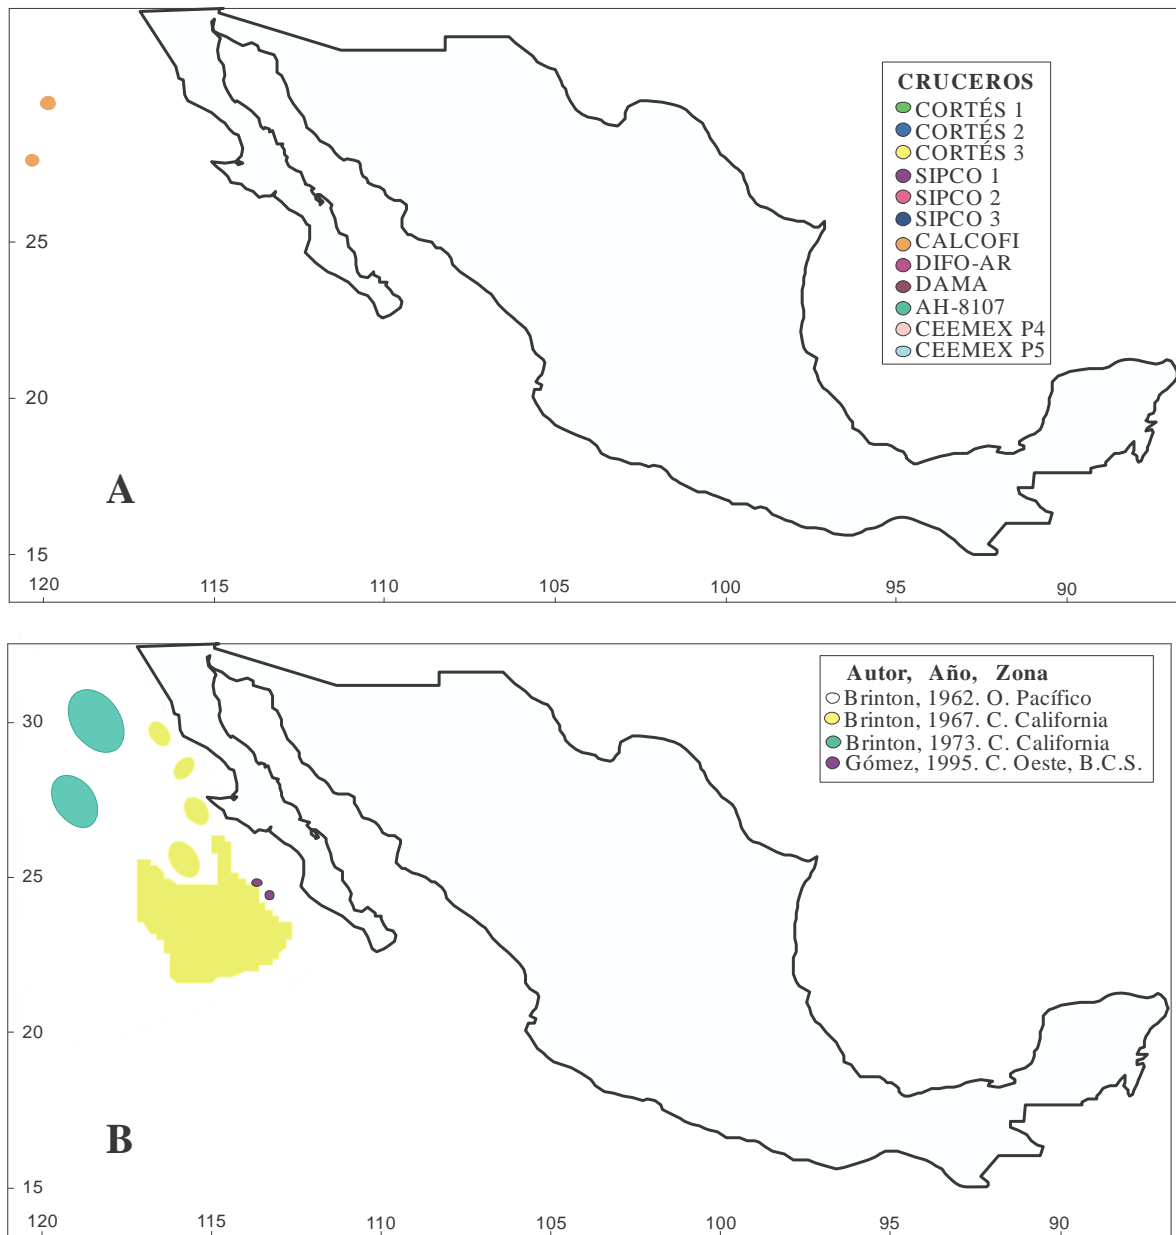 CRUCEROS
CORTÉS 1
CORTÉS 2
CORTÉS 3
SIPCO 1
SIPCO 2
SIPCO 3
CALCOFI
DIFO-AR
DAMA
AH-8107
CEEMEX P4
CEEMEX P5
25
20
15
A
120 115 110 105 100 95 90
Autor, Año, Zona
Brinton, 1962. O. Pacífico
Brinton, 1967. C. California
Brinton, 1973. C. California
Gómez, 1995. C. Oeste, B.C.S.
30
25
20
15
B
120 115 110 105 100 95 90